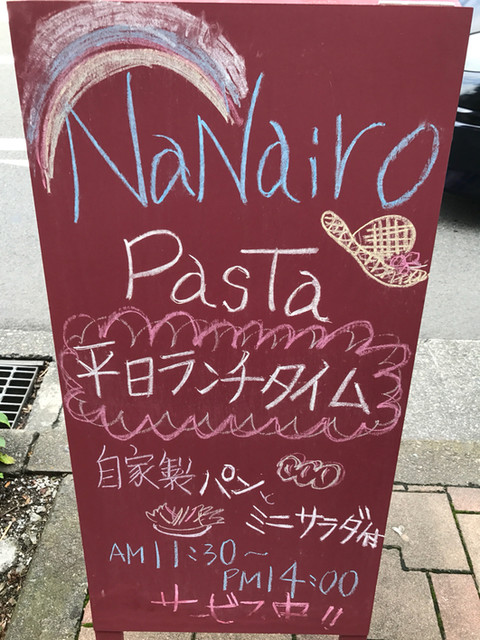 NaNairo
Pasta
平日ランチタイム
自家製パンと
ミニサラダ付
AM11:30〜
PM14:00
サービス中!!